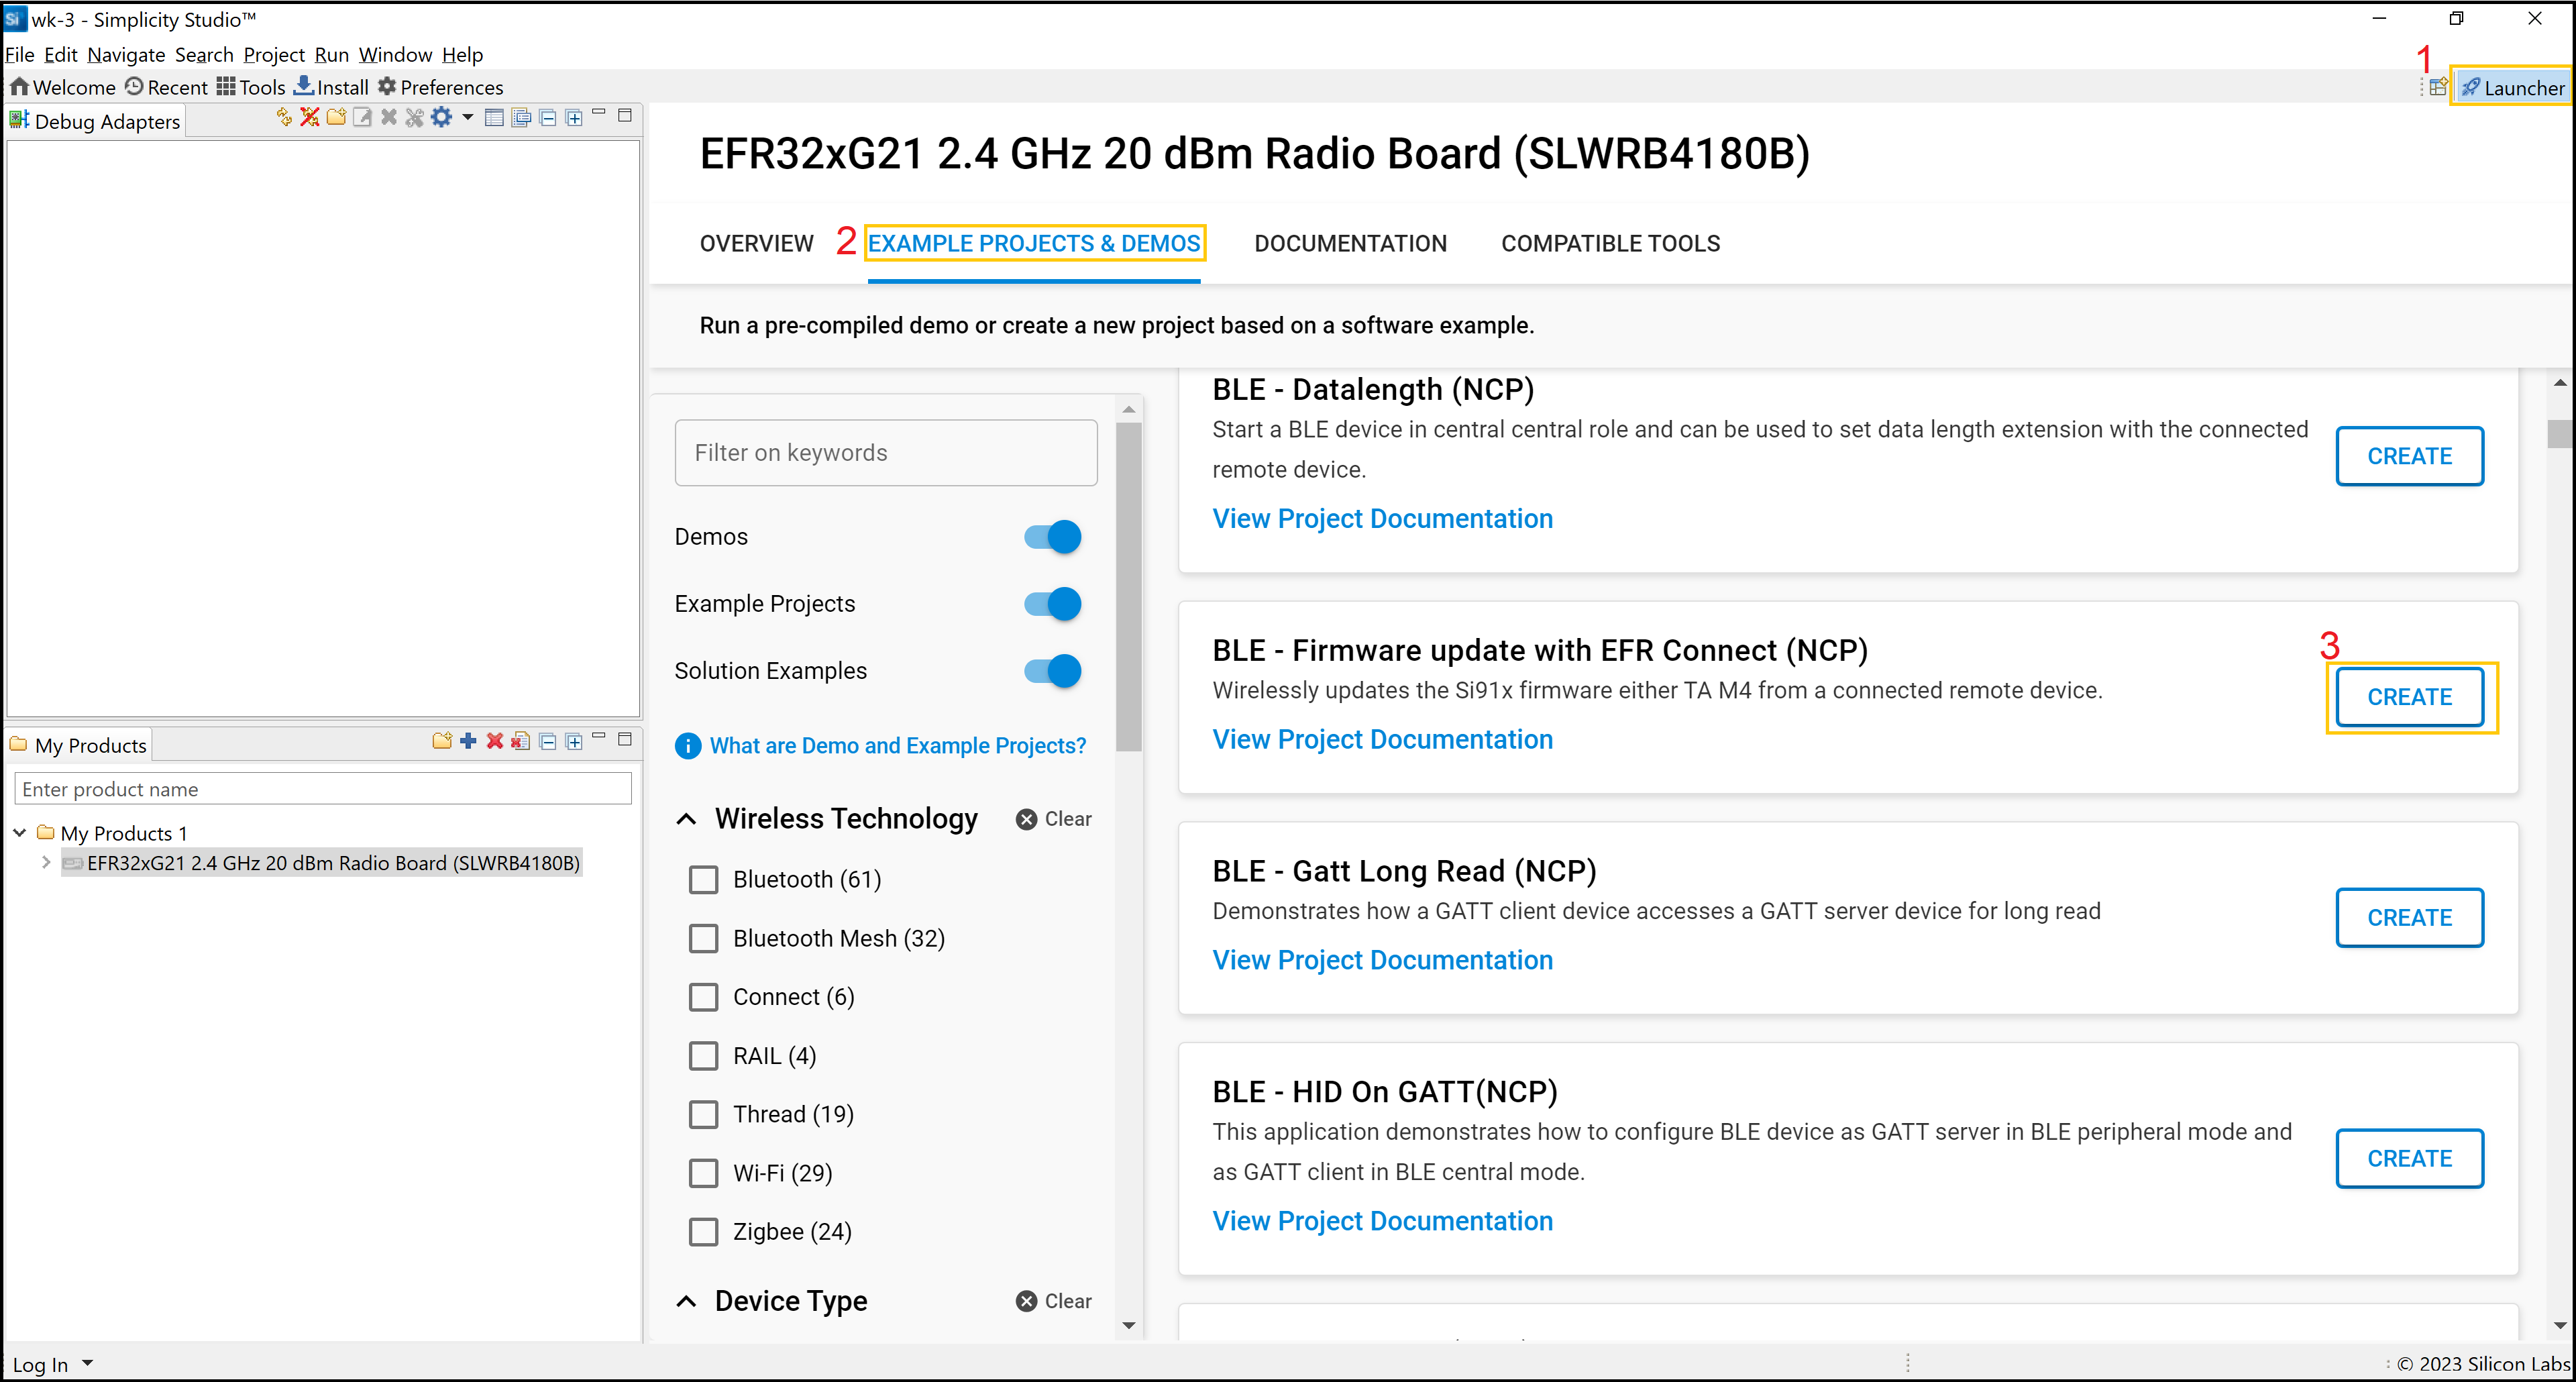 Si wk-3 - Simplicity Studio™
File Edit Navigate Search Project Run Window Help
1
Welcome Recent Tools Install Preferences
Launcher
Debug Adapters
EFR32xG21 2.4 GHz 20 dBm Radio Board (SLWRB4180B)
OVERVIEW 2 EXAMPLE PROJECTS & DEMOS DOCUMENTATION COMPATIBLE TOOLS
Run a pre-compiled demo or create a new project based on a software example.
Filter on keywords
Demos
Example Projects
Solution Examples
What are Demo and Example Projects?
Wireless Technology Clear
Bluetooth (61)
Bluetooth Mesh (32)
Connect (6)
RAIL (4)
Thread (19)
Wi-Fi (29)
Zigbee (24)
Device Type Clear
BLE - Datalength (NCP)
Start a BLE device in central central role and can be used to set data length extension with the connected
remote device.
CREATE
View Project Documentation
BLE - Firmware update with EFR Connect (NCP)
3
Wirelessly updates the Si91x firmware either TA M4 from a connected remote device.
CREATE
View Project Documentation
BLE - Gatt Long Read (NCP)
Demonstrates how a GATT client device accesses a GATT server device for long read
CREATE
View Project Documentation
BLE - HID On GATT(NCP)
This application demonstrates how to configure BLE device as GATT server in BLE peripheral mode and
as GATT client in BLE central mode.
CREATE
View Project Documentation
My Products
Enter product name
My Products 1
EFR32xG21 2.4 GHz 20 dBm Radio Board (SLWRB4180B)
Log In
© 2023 Silicon Labs